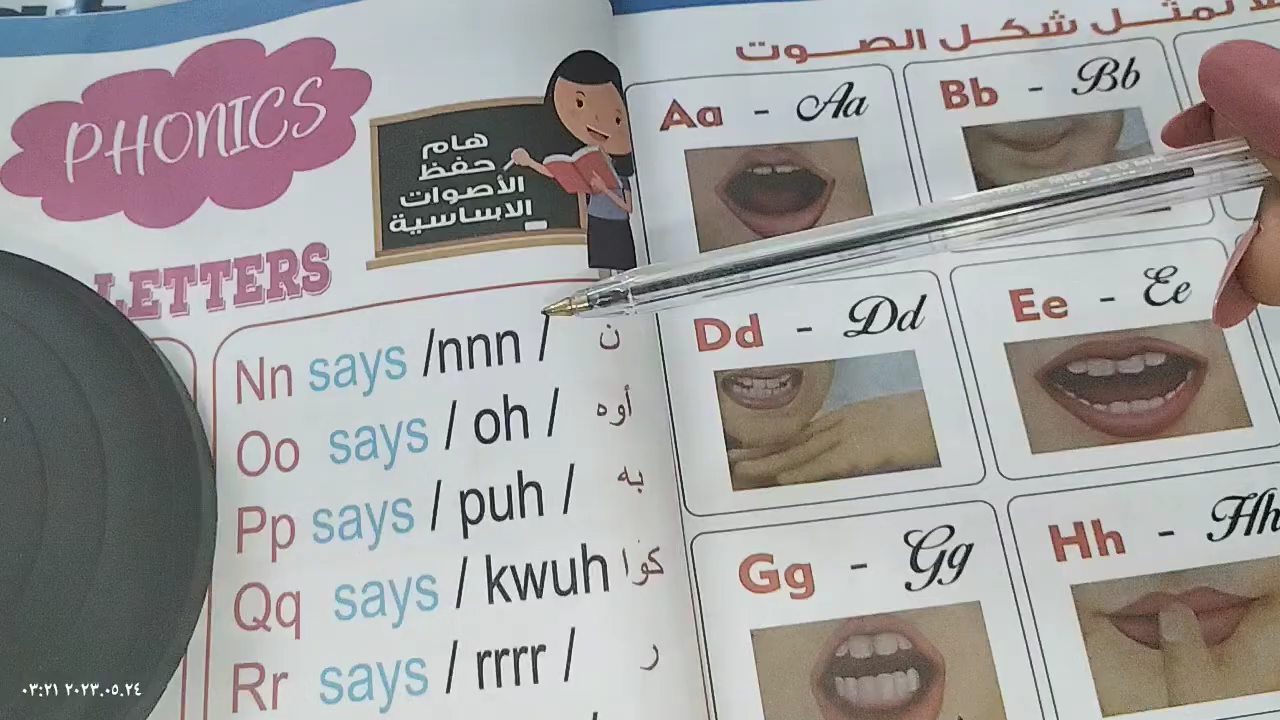 PHONICS
هام
حفظ
الأصوات
الاساسية
LETTERS
Nn says /nnn / ن
Oo says / oh / أوه
Pp says / puh / به
Qq says / kwuh كوا
Rr says / rrrr / ر
تمثل شكل الصوت
Aa - Aa
Bb - Bb
Dd - Dd
Ee - Ee
Gg - Gg
Hh - Hh
٠٣:٢١ ٢٠٢٣.٠٥.٢٤